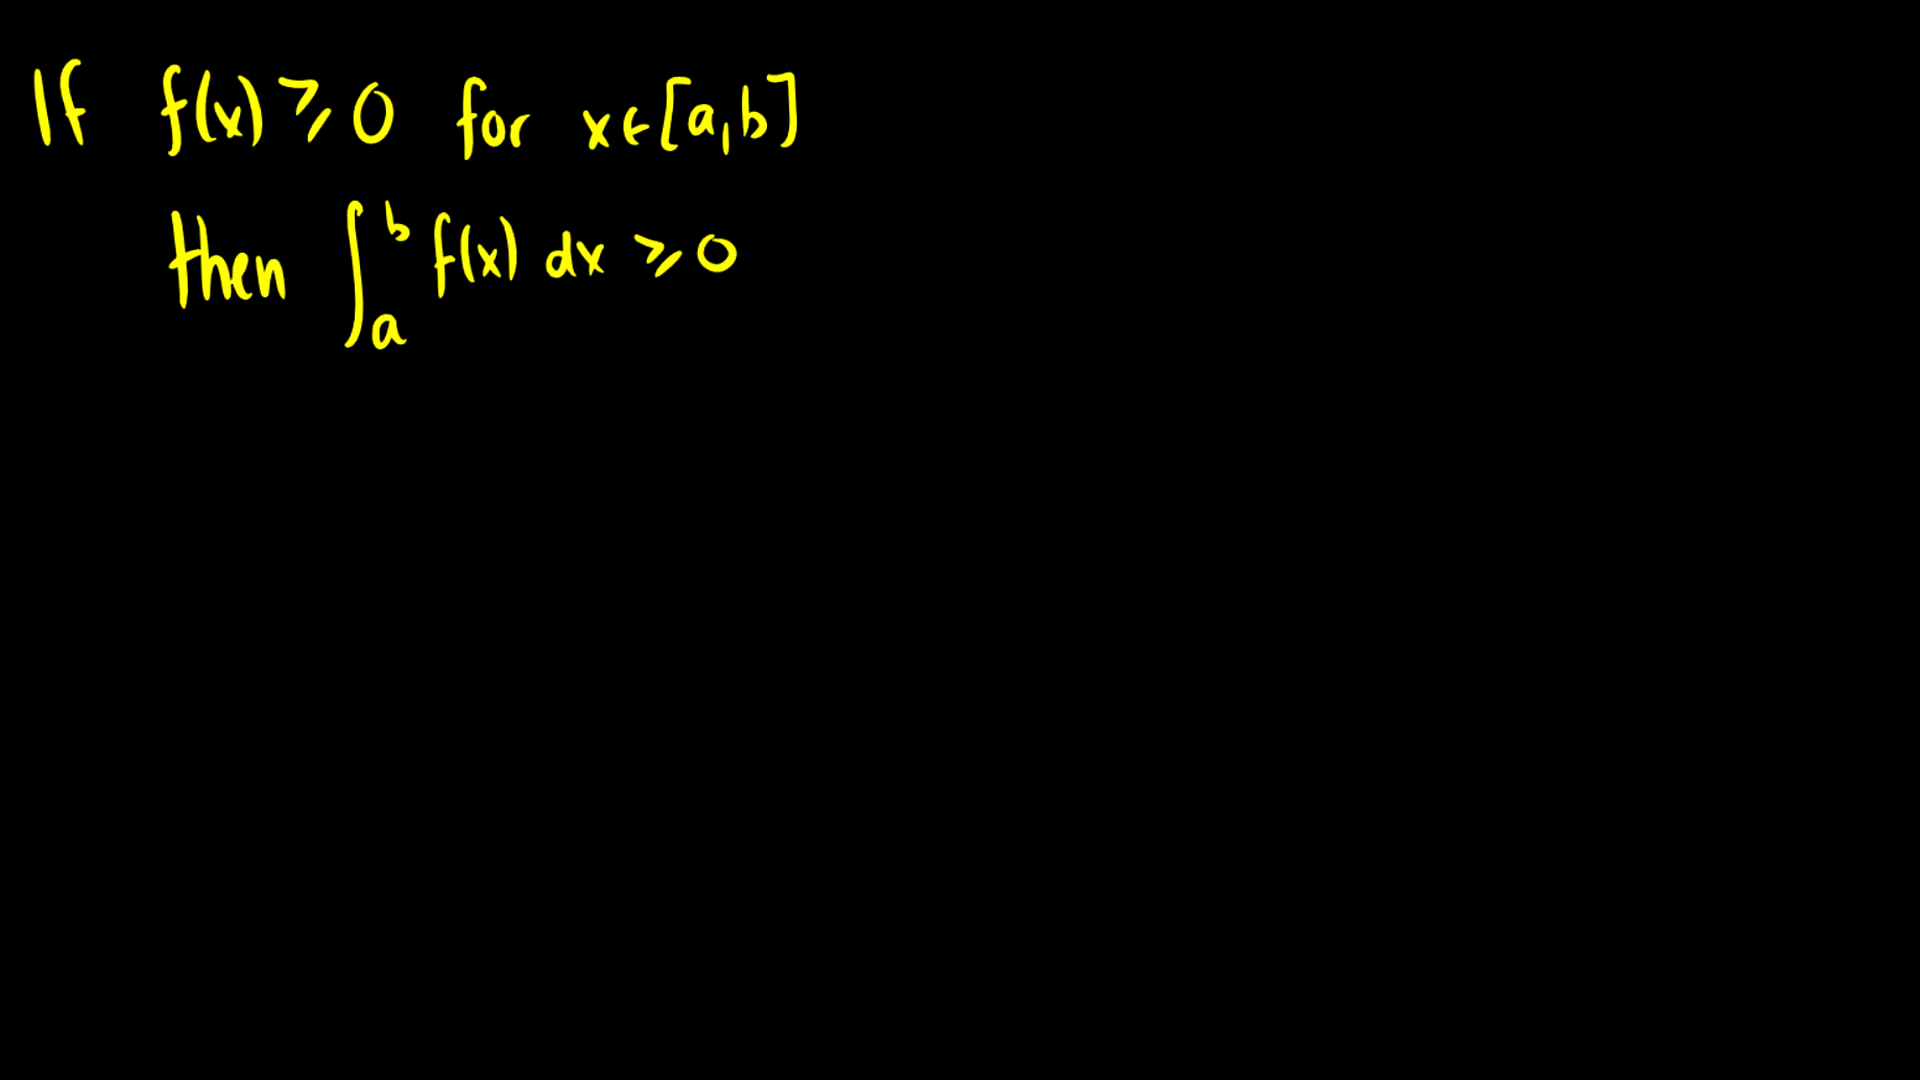 If f(x) ⩾ 0 for x ∈ [a,b]
then ∫_a^b f(x) dx ⩾ 0